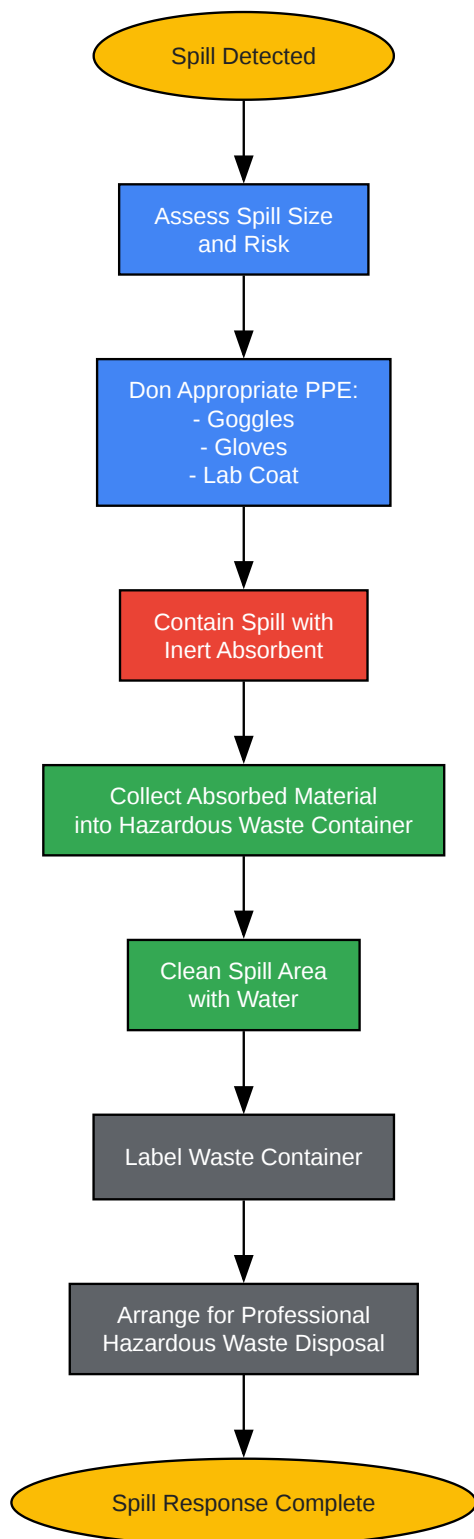 Spill Detected
Assess Spill Size
and Risk
Don Appropriate PPE:
- Goggles
- Gloves
- Lab Coat
Contain Spill with
Inert Absorbent
Collect Absorbed Material
into Hazardous Waste Container
Clean Spill Area
with Water
Label Waste Container
Arrange for Professional
Hazardous Waste Disposal
Spill Response Complete